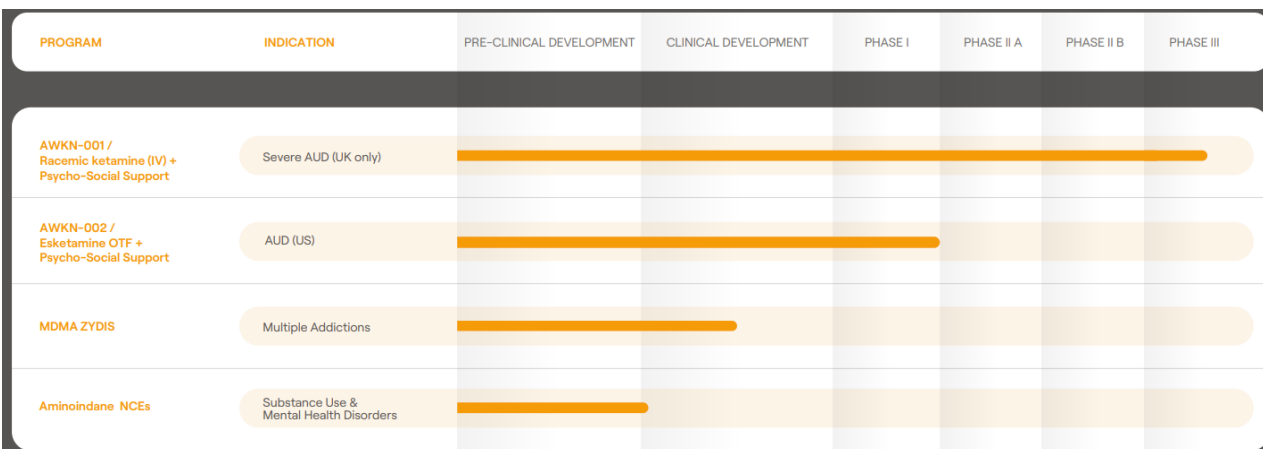 PROGRAM INDICATION PRE-CLINICAL DEVELOPMENT CLINICAL DEVELOPMENT PHASE I PHASE II A PHASE II B PHASE III
AWKN-001 /
Racemic ketamine (IV) +
Psycho-Social Support
Severe AUD (UK only)
AWKN-002 /
Esketamine OTF +
Psycho-Social Support
AUD (US)
MDMA ZYDIS
Multiple Addictions
Aminoindane NCEs
Substance Use &
Mental Health Disorders